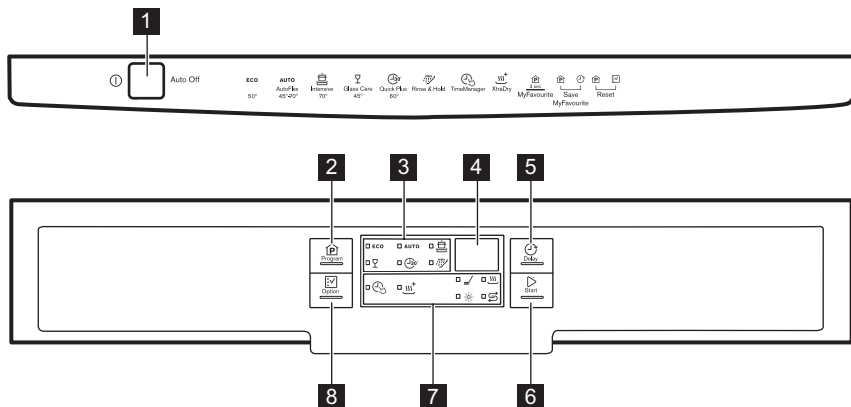 1
Auto Off
ECO
50°
AUTO
AutoFlex
45°-70°
Intensive
70°
Glass Care
45°
30'
Quick Plus
60°
Rinse & Hold
TimeManager
XtraDry
P
3 sec
MyFavourite
P
Save
MyFavourite
P
Reset
2
3
4
5
P
Program
ECO
AUTO
30'
Delay
Option
Start
8
7
6